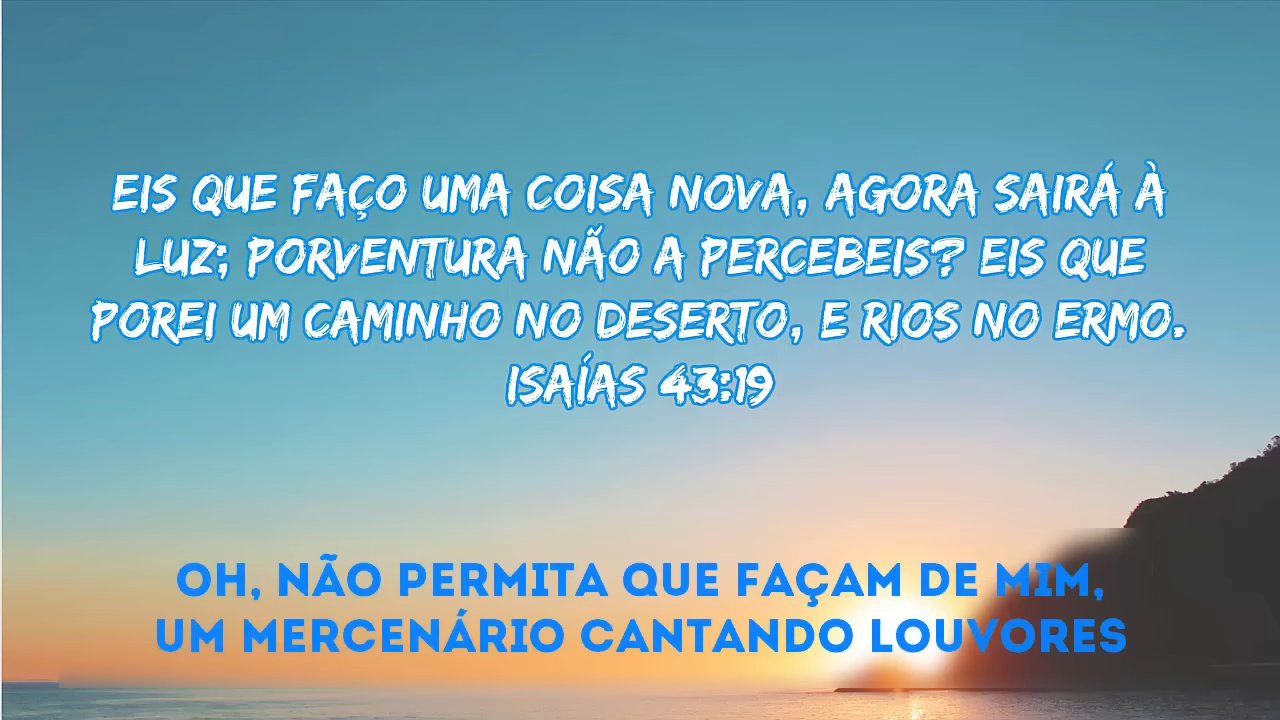 EIS QUE FAÇO UMA COISA NOVA, AGORA SAIRÁ À
LUZ; PORVENTURA NÃO A PERCEBEIS? EIS QUE
POREI UM CAMINHO NO DESERTO, E RIOS NO ERMO.
ISAÍAS 43:19
OH, NÃO PERMITA QUE FAÇAM DE MIM,
UM MERCENÁRIO CANTANDO LOUVORES